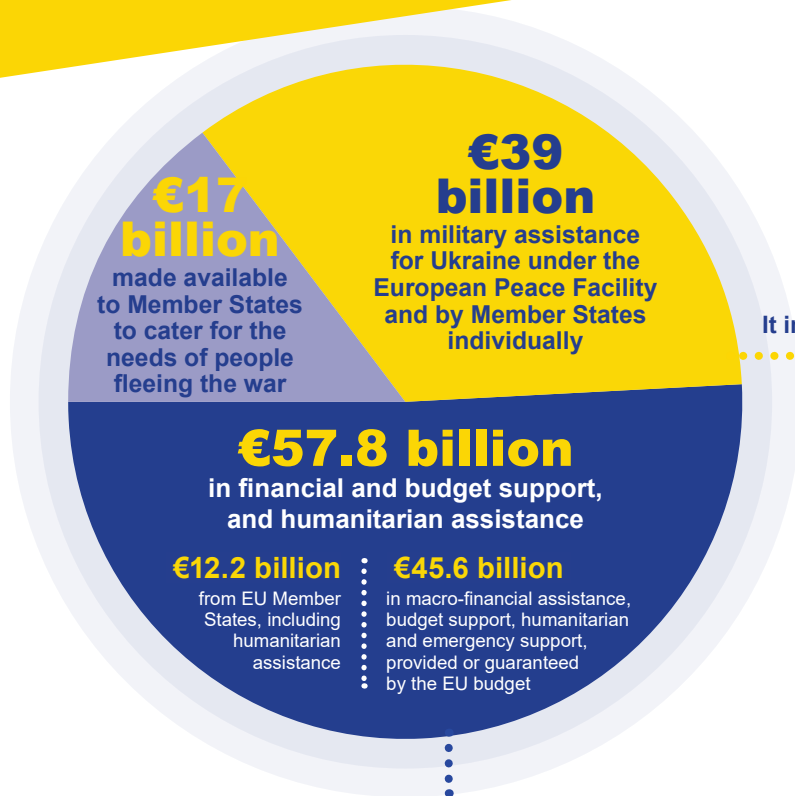 €17
billion
made available
to Member States
to cater for the
needs of people
fleeing the war
€39
billion
in military assistance
for Ukraine under the
European Peace Facility
and by Member States
individually
It
€57.8 billion
in financial and budget support,
and humanitarian assistance
€12.2 billion
from EU Member
States, including
humanitarian
assistance
€45.6 billion
in macro-financial assistance,
budget support, humanitarian
and emergency support,
provided or guaranteed
by the EU budget